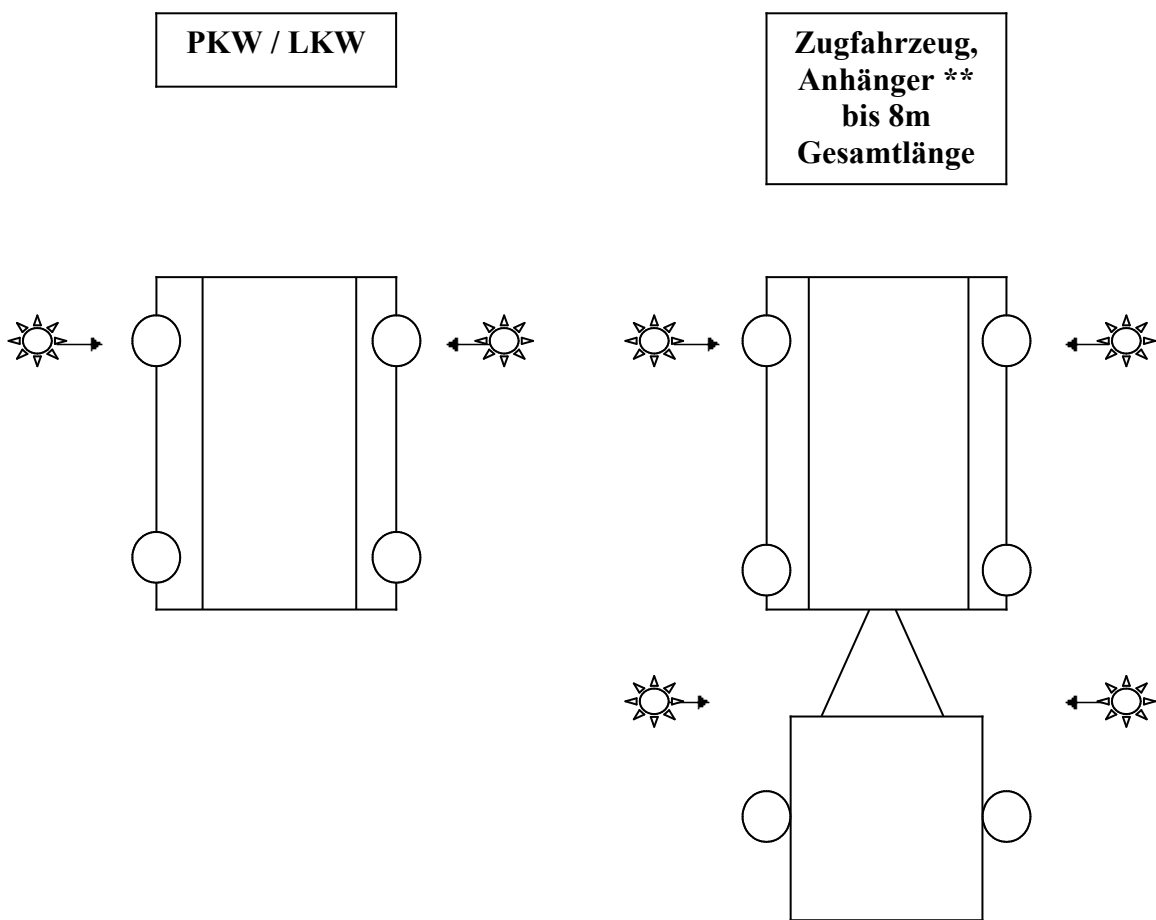 PKW / LKW
Zugfahrzeug,
Anhänger **
bis 8m
Gesamtlänge